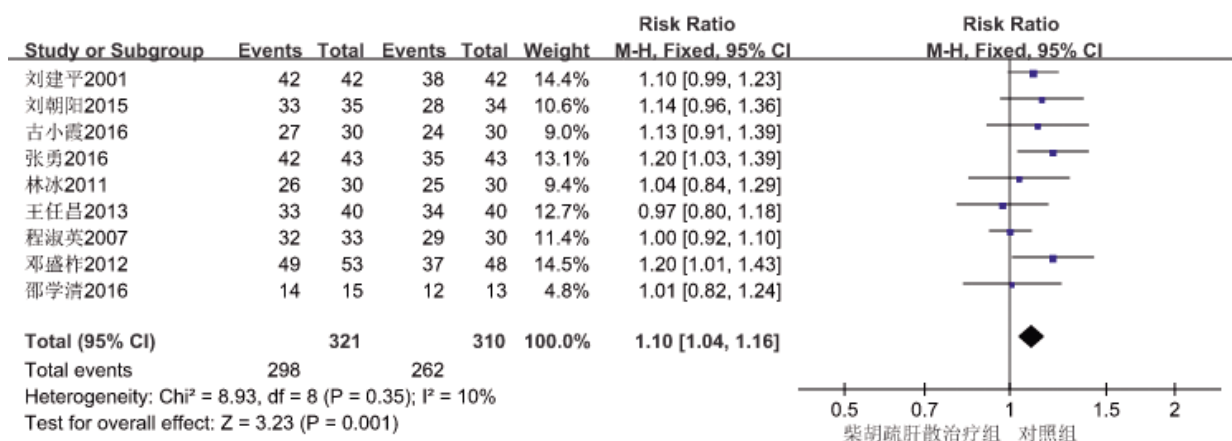 Risk Ratio Risk Ratio
Study or Subgroup Events Total Events Total Weight M-H, Fixed, 95% CI M-H, Fixed, 95% CI
刘建平2001 42 42 38 42 14.4% 1.10 [0.99, 1.23]
刘朝阳2015 33 35 28 34 10.6% 1.14 [0.96, 1.36]
古小霞2016 27 30 24 30 9.0% 1.13 [0.91, 1.39]
张勇2016 42 43 35 43 13.1% 1.20 [1.03, 1.39]
林冰2011 26 30 25 30 9.4% 1.04 [0.84, 1.29]
王任昌2013 33 40 34 40 12.7% 0.97 [0.80, 1.18]
程淑英2007 32 33 29 30 11.4% 1.00 [0.92, 1.10]
邓盛柞2012 49 53 37 48 14.5% 1.20 [1.01, 1.43]
邵学清2016 14 15 12 13 4.8% 1.01 [0.82, 1.24]
Total (95% CI) 321 310 100.0% 1.10 [1.04, 1.16]
Total events 298 262
Heterogeneity: Chi² = 8.93, df = 8 (P = 0.35); I² = 10%
Test for overall effect: Z = 3.23 (P = 0.001)
0.5 0.7 1 1.5 2
柴胡疏肝散治疗组 对照组